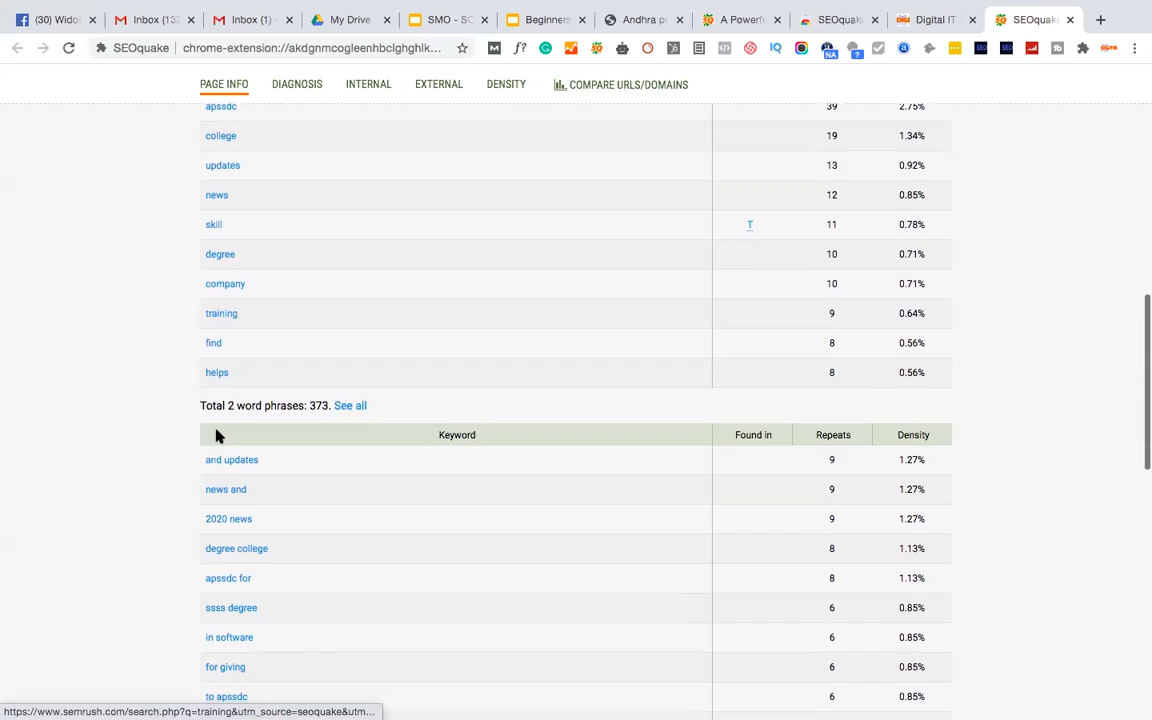 (30) Wido
Inbox (132
Inbox (1) -
My Drive
SMO - SC
Beginners
Andhra p
A Powerf
SEOquak
Digital IT
SEOquak
SEOquake
chrome-extension://akdgnmcogleenhbclghghlk...
PAGE INFO
DIAGNOSIS
INTERNAL
EXTERNAL
DENSITY
COMPARE URLS/DOMAINS
apssdc 39 2.75%
college 19 1.34%
updates 13 0.92%
news 12 0.85%
skill T 11 0.78%
degree 10 0.71%
company 10 0.71%
training 9 0.64%
find 8 0.56%
helps 8 0.56%
Total 2 word phrases: 373. See all
Keyword Found in Repeats Density
and updates 9 1.27%
news and 9 1.27%
2020 news 9 1.27%
degree college 8 1.13%
apssdc for 8 1.13%
ssss degree 6 0.85%
in software 6 0.85%
for giving 6 0.85%
to apssdc 6 0.85%
https://www.semrush.com/search.php?q=training&utm_source=seoquake&utm...